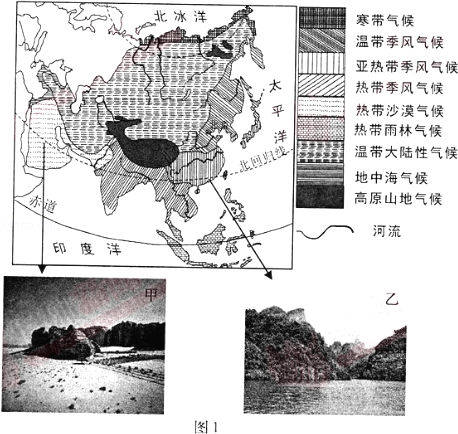 北冰洋
太平洋
北回归线
赤道
印度洋
寒带气候
温带季风气候
亚热带季风气候
热带季风气候
热带沙漠气候
热带雨林气候
温带大陆性气候
地中海气候
高原山地气候
河流
甲
乙
图1